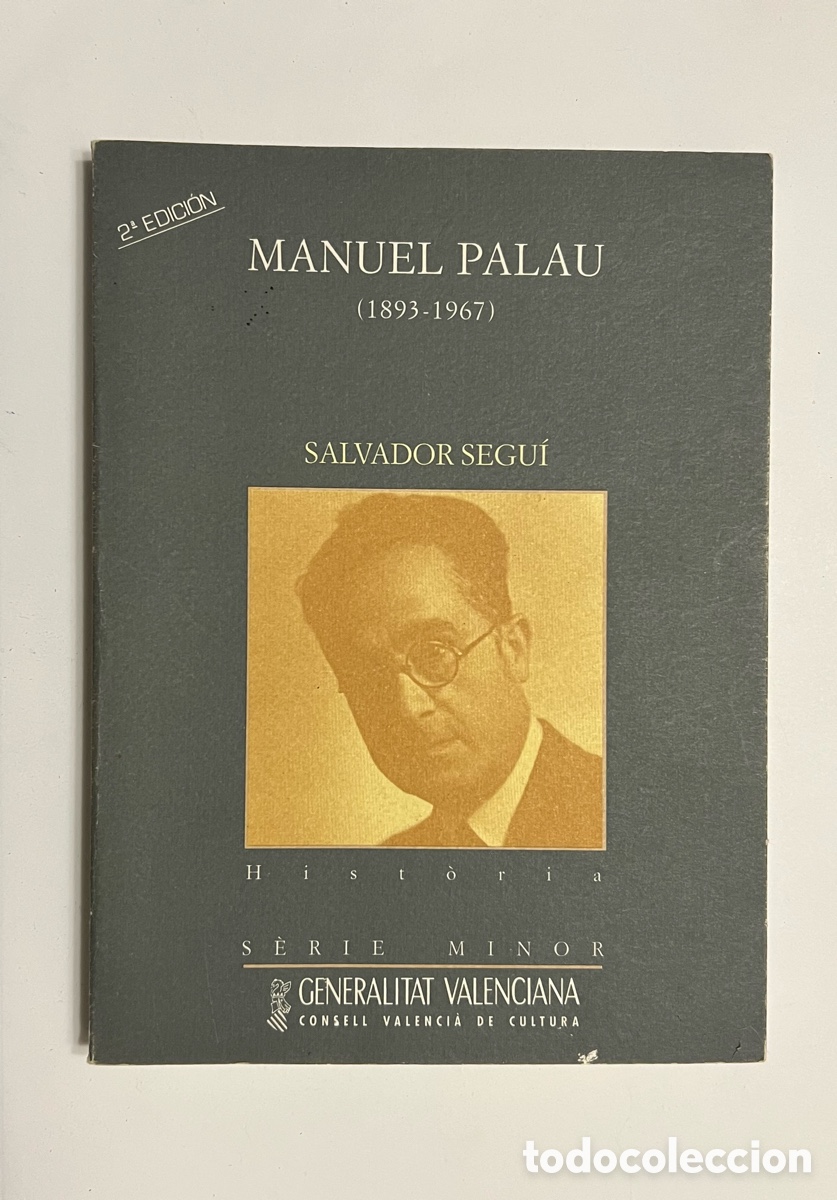 2ª EDICIÓN
MANUEL PALAU
(1893-1967)
SALVADOR SEGUÍ
Història
SÈRIE MINOR
GENERALITAT VALENCIANA
CONSELL VALENCIÀ DE CULTURA
todocoleccion